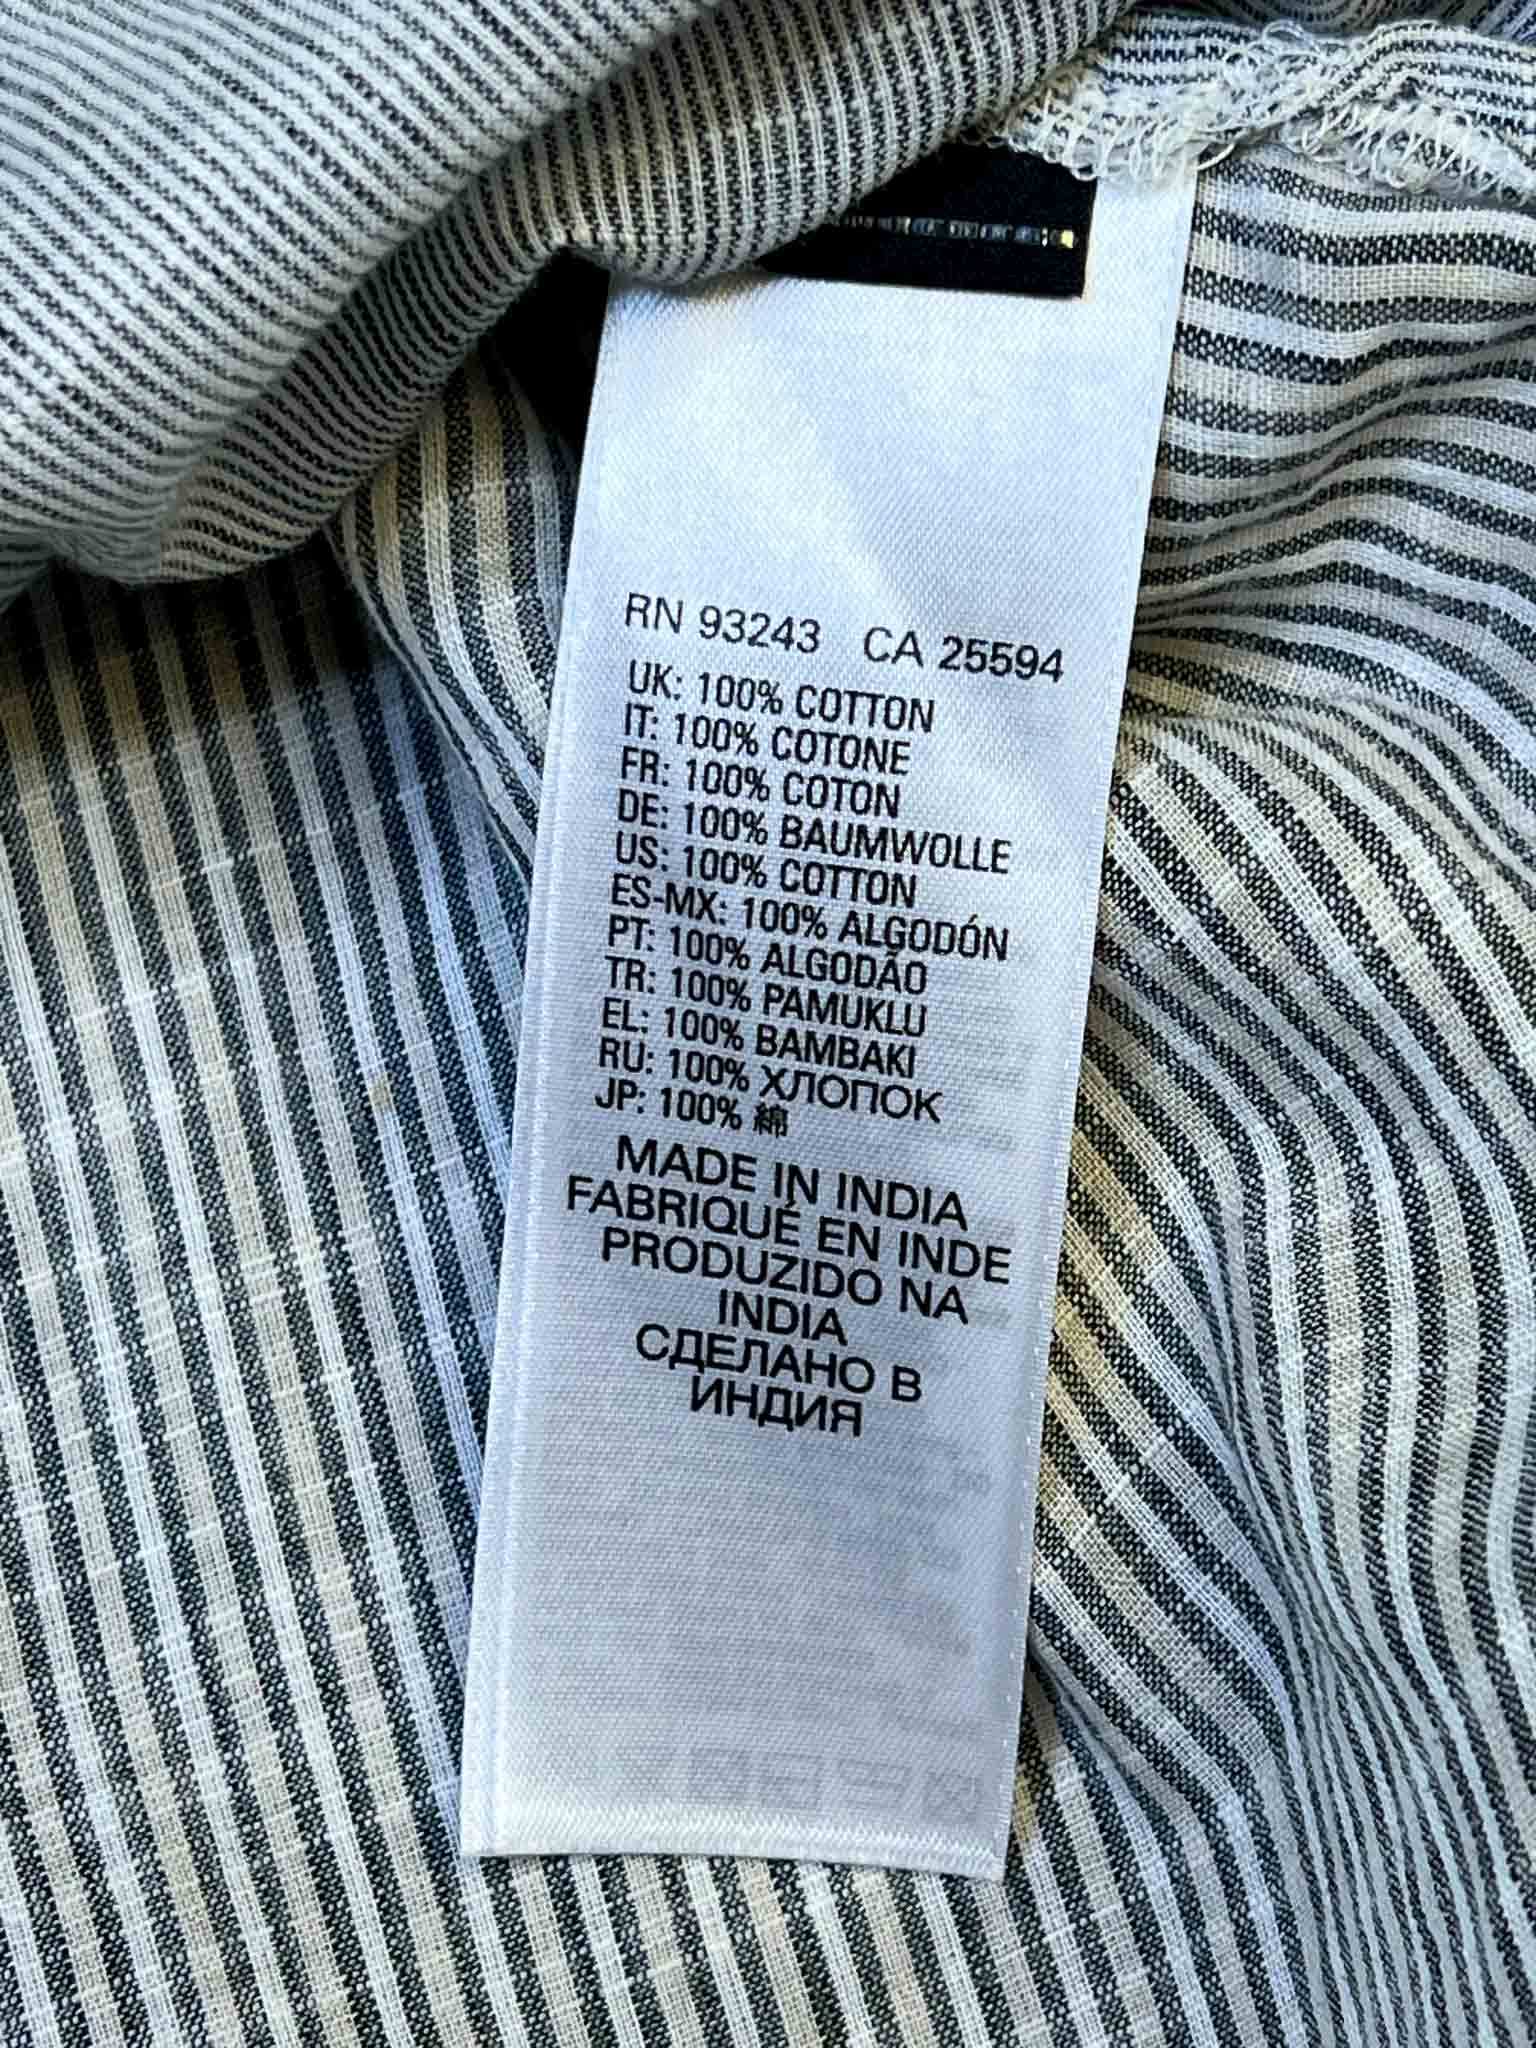 RN 93243 CA 25594
UK: 100% COTTON
IT: 100% COTONE
FR: 100% COTON
DE: 100% BAUMWOLLE
US: 100% COTTON
ES-MX: 100% ALGODÓN
PT: 100% ALGODÃO
TR: 100% PAMUKLU
EL: 100% BAMBAKI
RU: 100% ХЛОПОК
JP: 100% 綿
MADE IN INDIA
FABRIQUÉ EN INDE
PRODUZIDO NA
INDIA
СДЕЛАНО В
ИНДИЯ